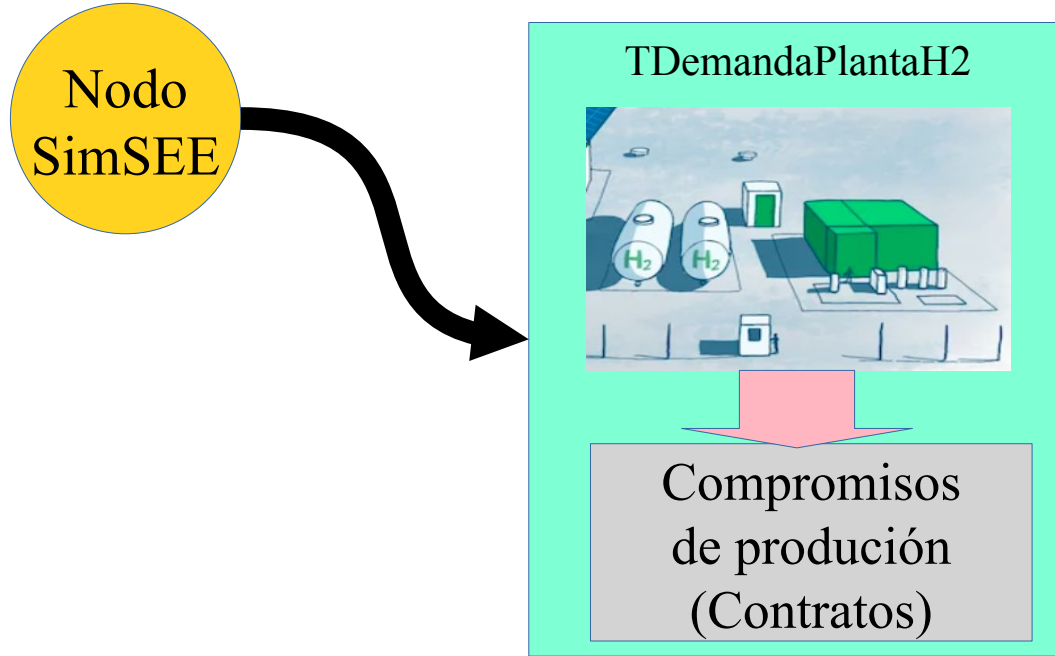 Nodo
SimSEE
TDemandaPlantaH2
H2 H2
Compromisos
de produción
(Contratos)